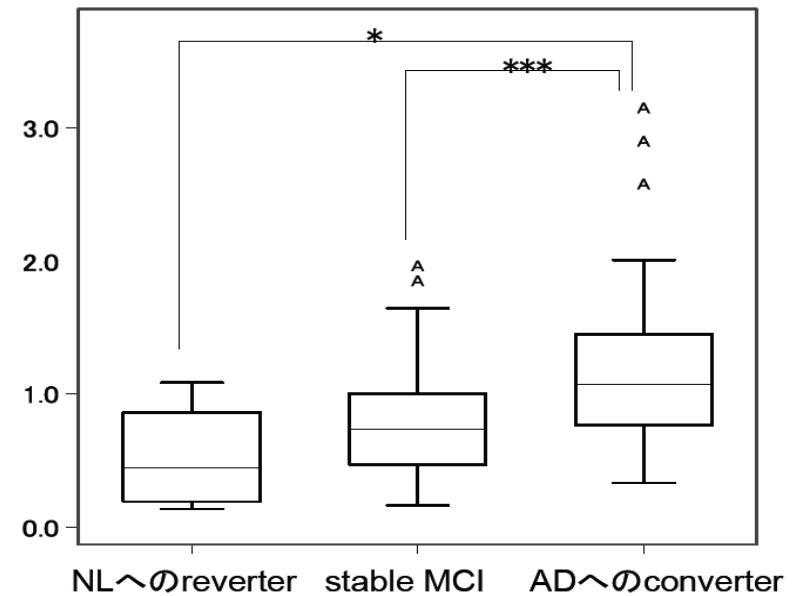 *
***
A
3.0
A
A
2.0
A
A
1.0
0.0
NLへのreverter stable MCI ADへのconverter